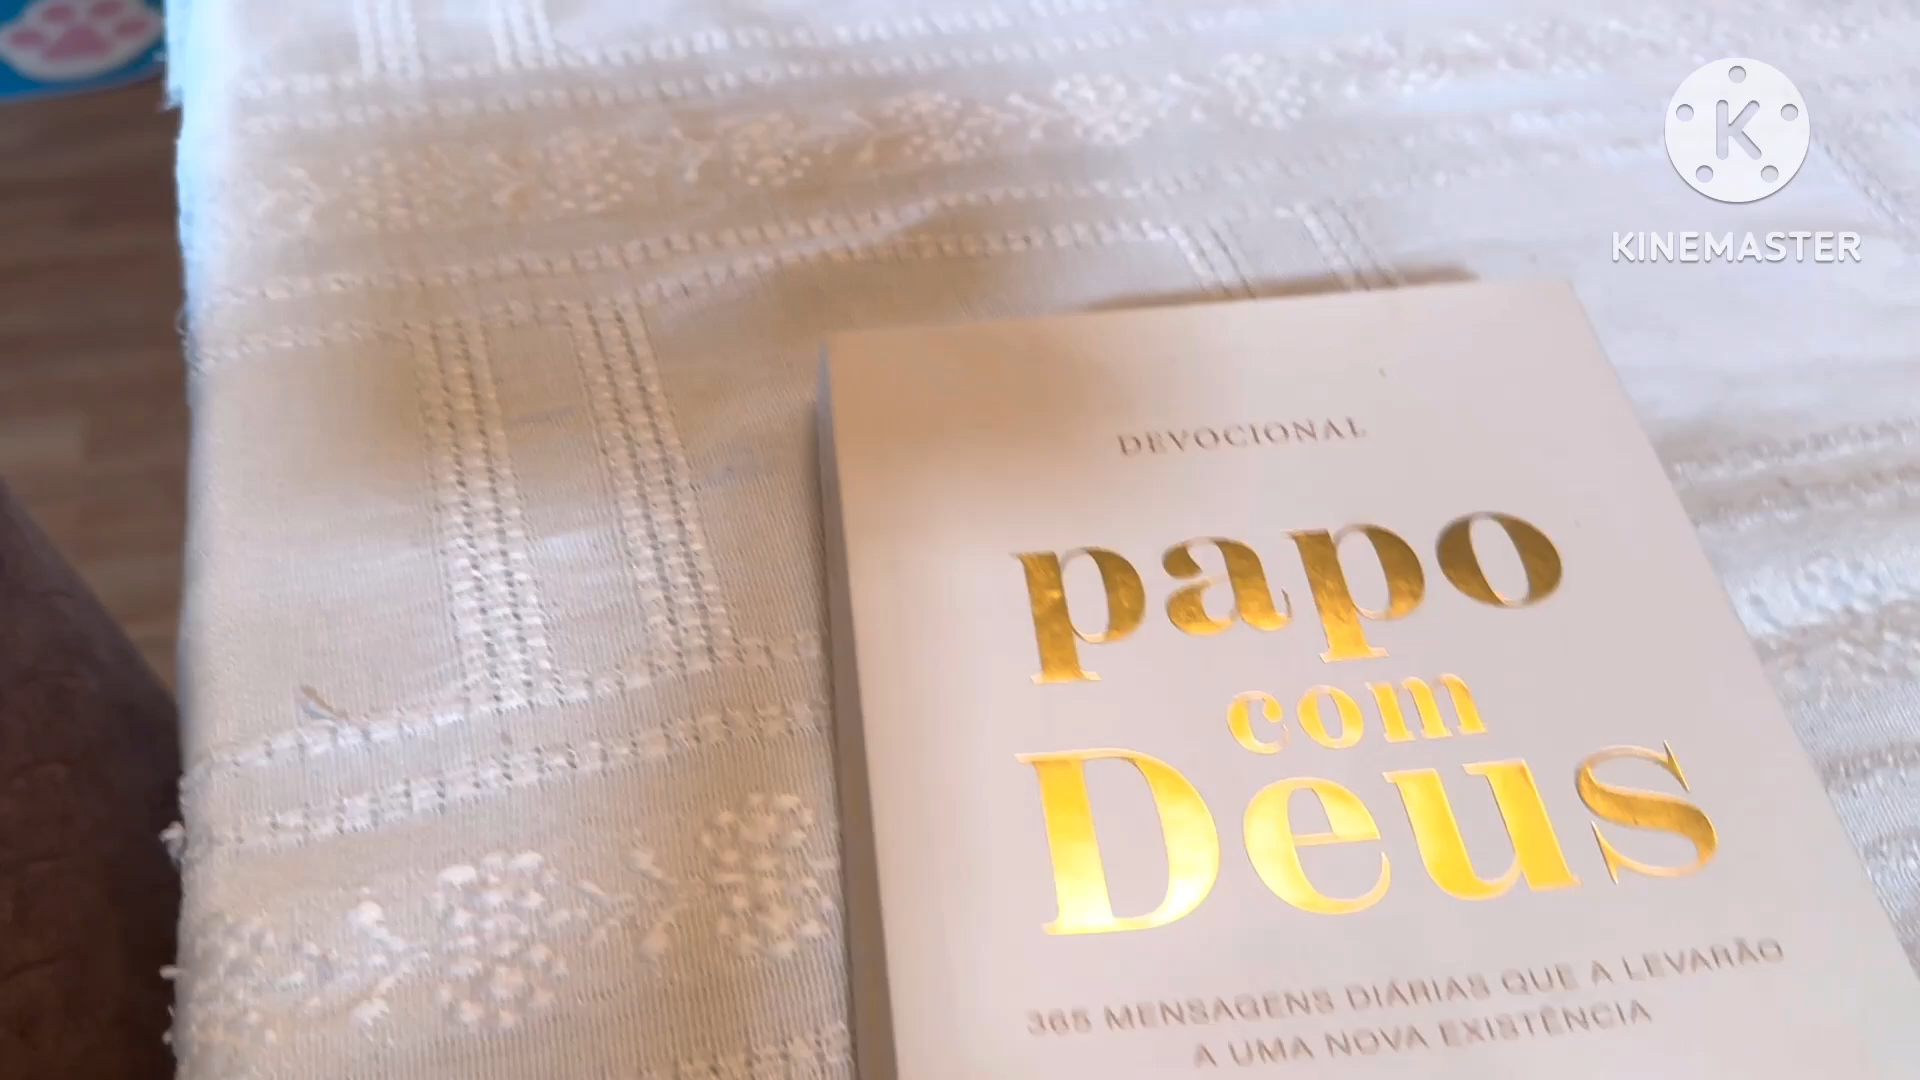 K
KINEMASTER
DEVOCIONAL
papo
com
Deus
365 MENSAGENS DIÁRIAS QUE A LEVARÃO
A UMA NOVA EXISTÊNCIA